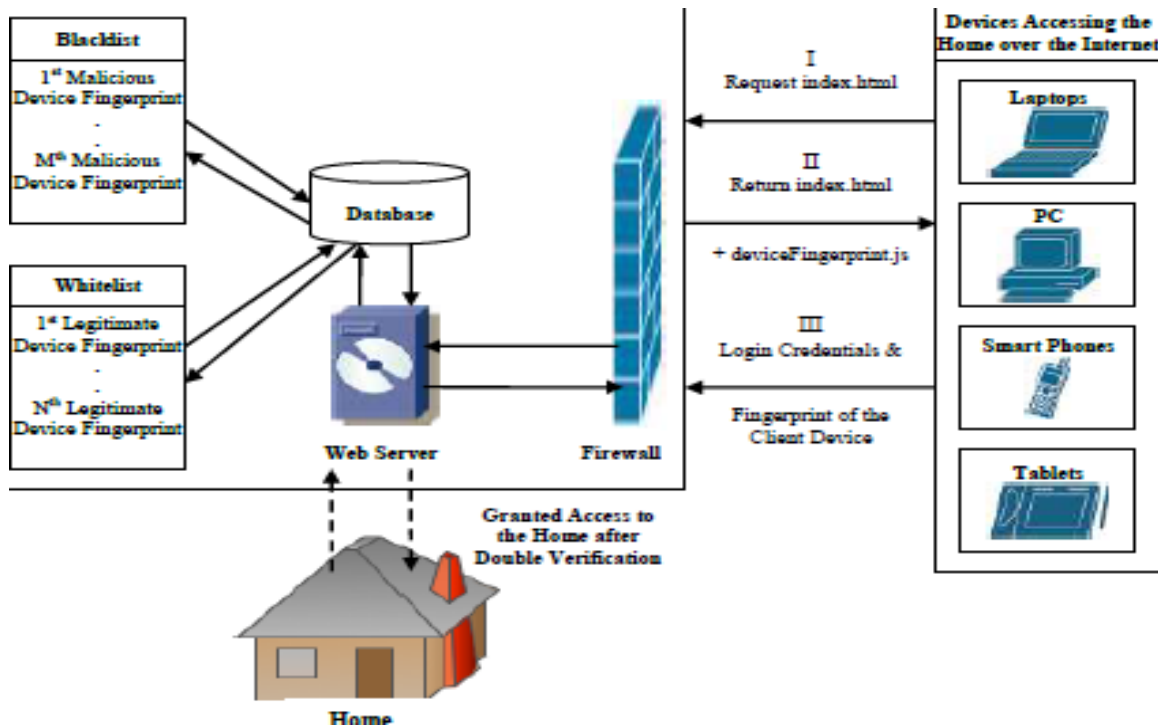 Blacklist
1st Malicious
Device Fingerprint
.
.
Mth Malicious
Device Fingerprint
Whitelist
1st Legitimate
Device Fingerprint
.
.
Nth Legitimate
Device Fingerprint
Database
Web Server
Firewall
I
Request index.html
II
Return index.html
+ deviceFingerprint.js
III
Login Credentials &
Fingerprint of the
Client Device
Devices Accessing the
Home over the Internet
Laptops
PC
Smart Phones
Tablets
Granted Access to
the Home after
Double Verification
Home